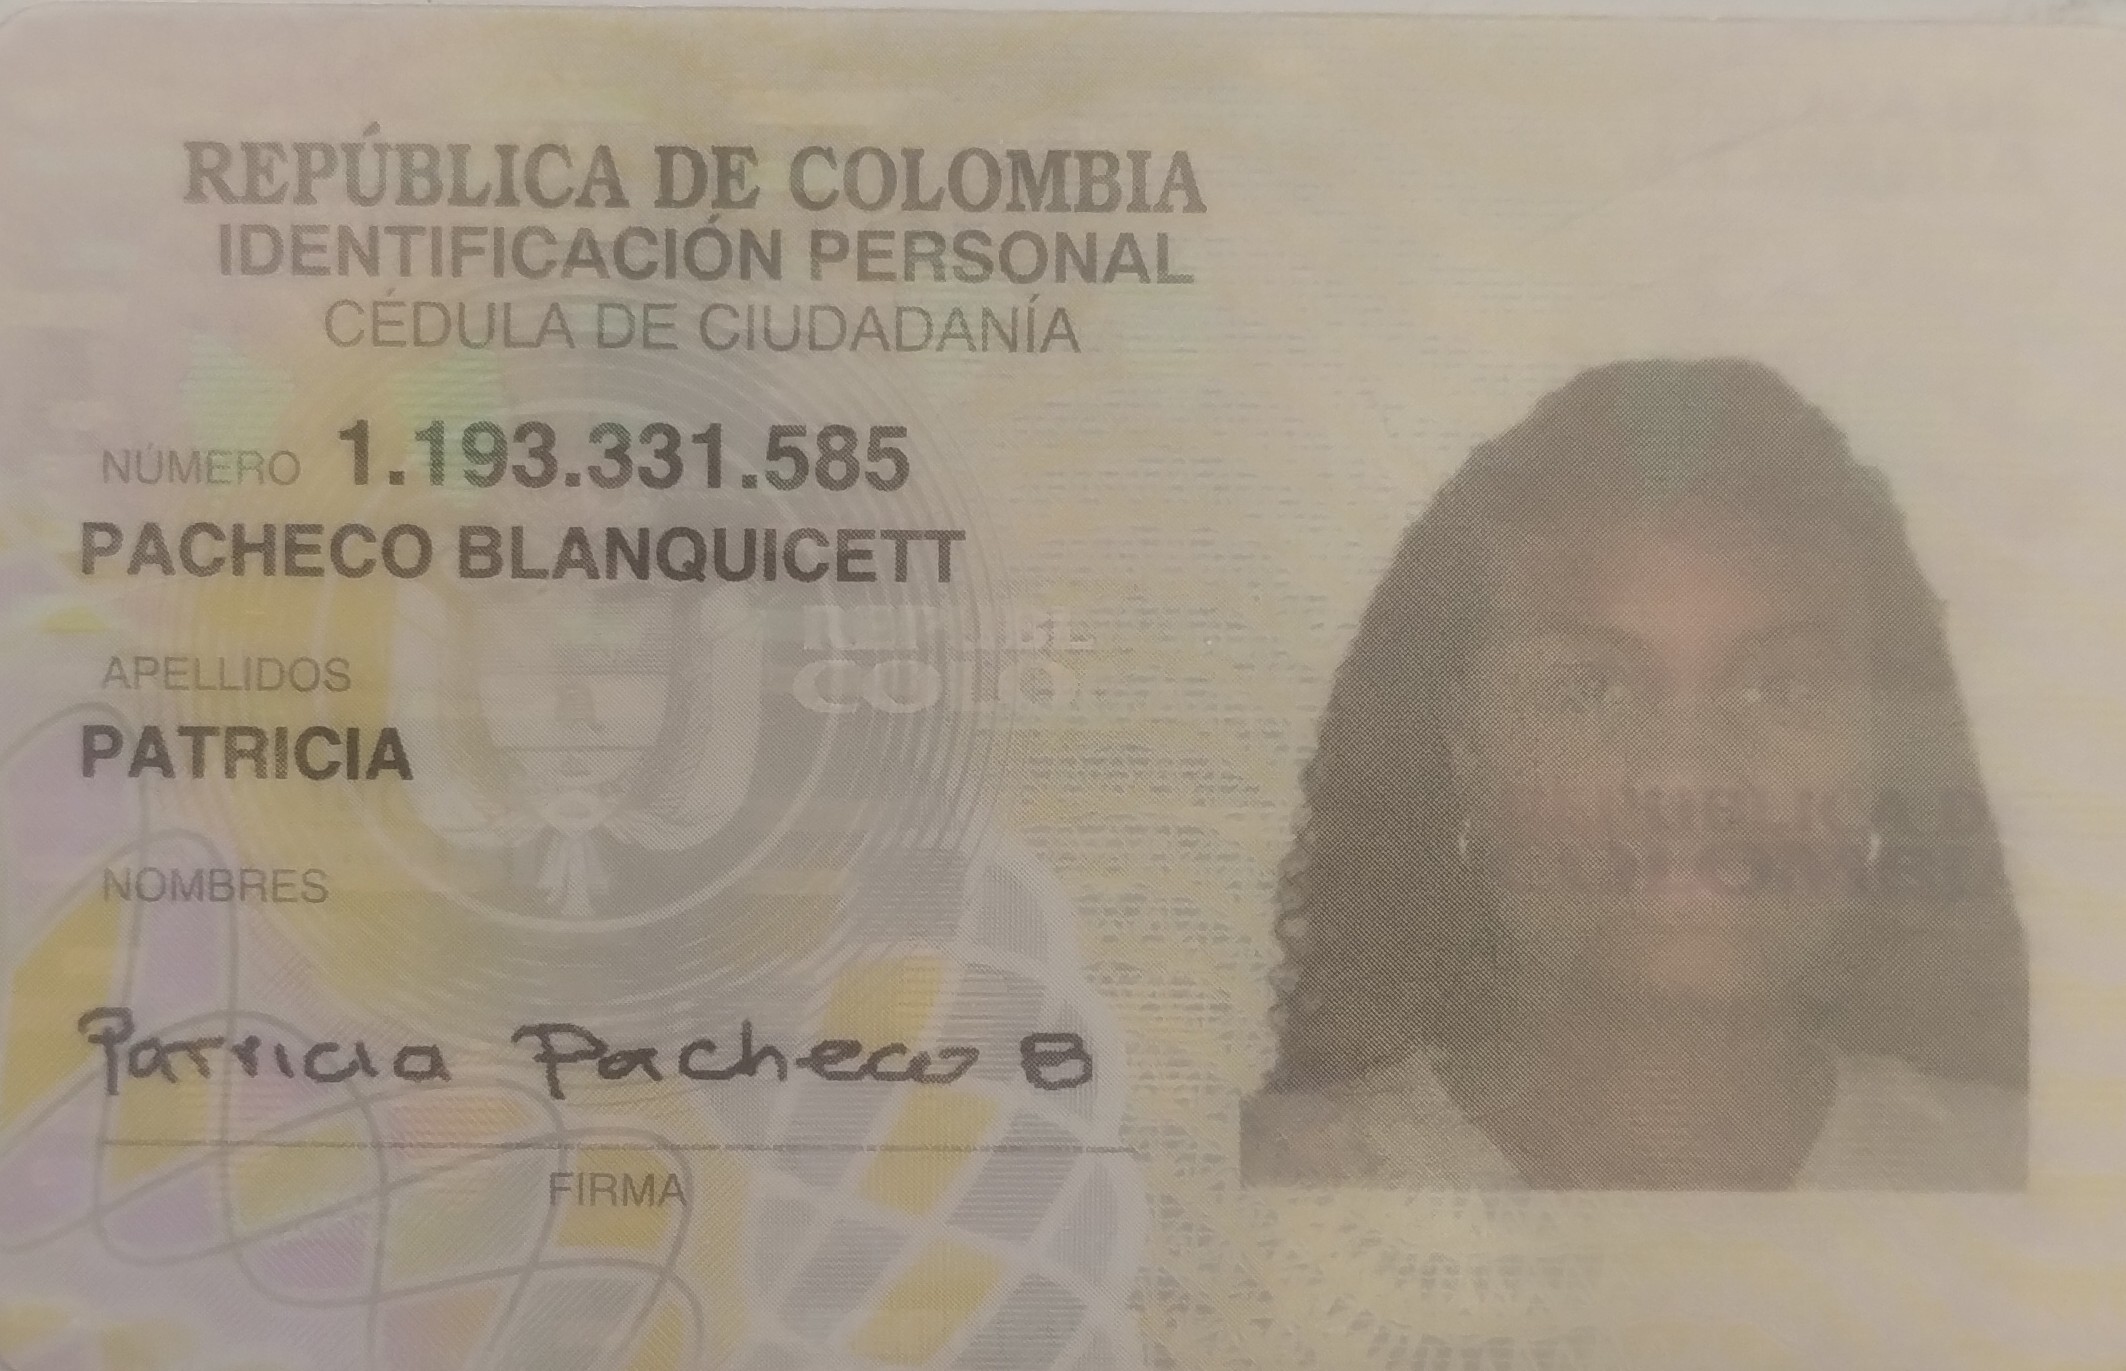 REPÚBLICA DE COLOMBIA
IDENTIFICACIÓN PERSONAL
CÉDULA DE CIUDADANÍA
NÚMERO 1.193.331.585
PACHECO BLANQUICETT
APELLIDOS
PATRICIA
NOMBRES
Patricia Pacheco B
FIRMA